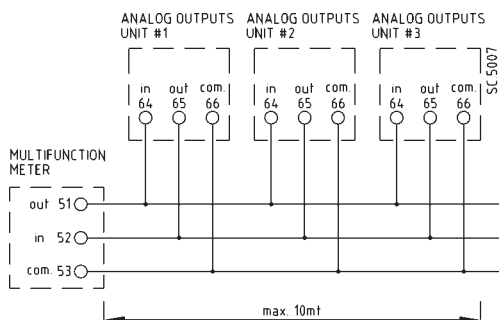 ANALOG OUTPUTS
UNIT #1
ANALOG OUTPUTS
UNIT #2
ANALOG OUTPUTS
UNIT #3
SC 5007
in out com.
64 65 66
in out com.
64 65 66
in out com.
64 65 66
MULTIFUNCTION
METER
out 51
in 52
com. 53
max. 10mt